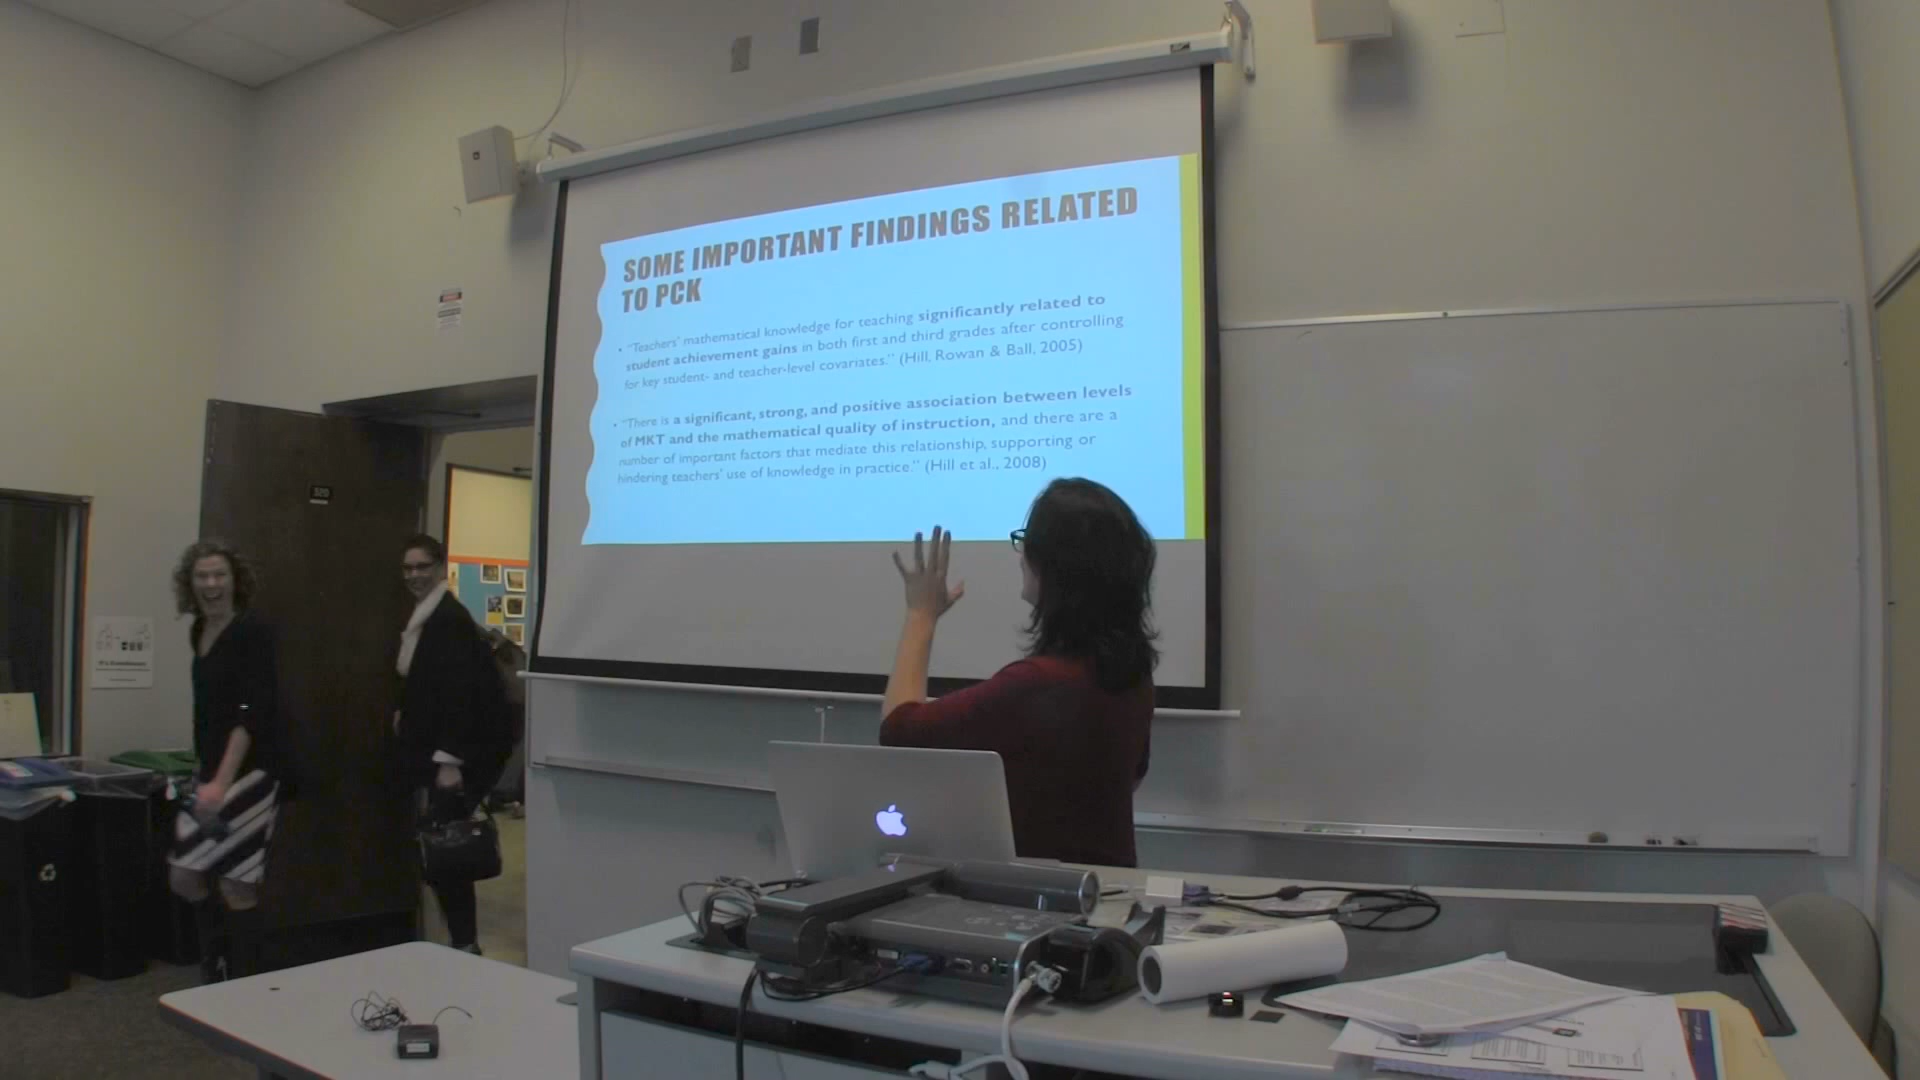 SOME IMPORTANT FINDINGS RELATED
TO PCK
• "Teachers' mathematical knowledge for teaching significantly related to
student achievement gains in both first and third grades after controlling
for key student- and teacher-level covariates." (Hill, Rowan & Ball, 2005)
• "There is a significant, strong, and positive association between levels
of MKT and the mathematical quality of instruction, and there are a
number of important factors that mediate this relationship, supporting or
hindering teachers' use of knowledge in practice." (Hill et al., 2008)